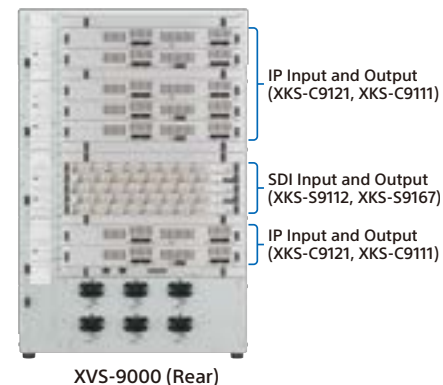 IP Input and Output
(XKS-C9121, XKS-C9111)
SDI Input and Output
(XKS-S9112, XKS-S9167)
IP Input and Output
(XKS-C9121, XKS-C9111)
XVS-9000 (Rear)